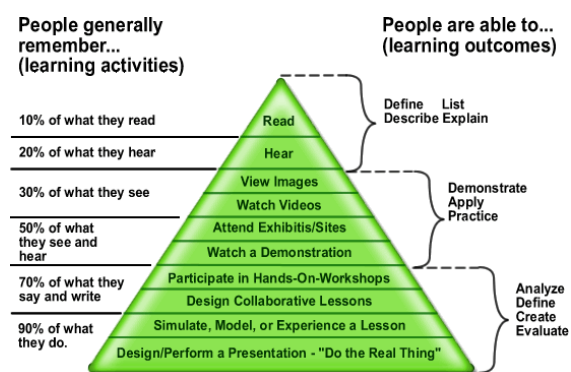 People generally
remember...
(learning activities)
People are able to...
(learning outcomes)
10% of what they read
20% of what they hear
30% of what they see
50% of what
they see and
hear
70% of what they
say and write
90% of what
they do.
Read
Hear
View Images
Watch Videos
Attend Exhibitis/Sites
Watch a Demonstration
Participate in Hands-On-Workshops
Design Collaborative Lessons
Simulate, Model, or Experience a Lesson
Design/Perform a Presentation - "Do the Real Thing"
Define List
Describe Explain
Demonstrate
Apply
Practice
Analyze
Define
Create
Evaluate